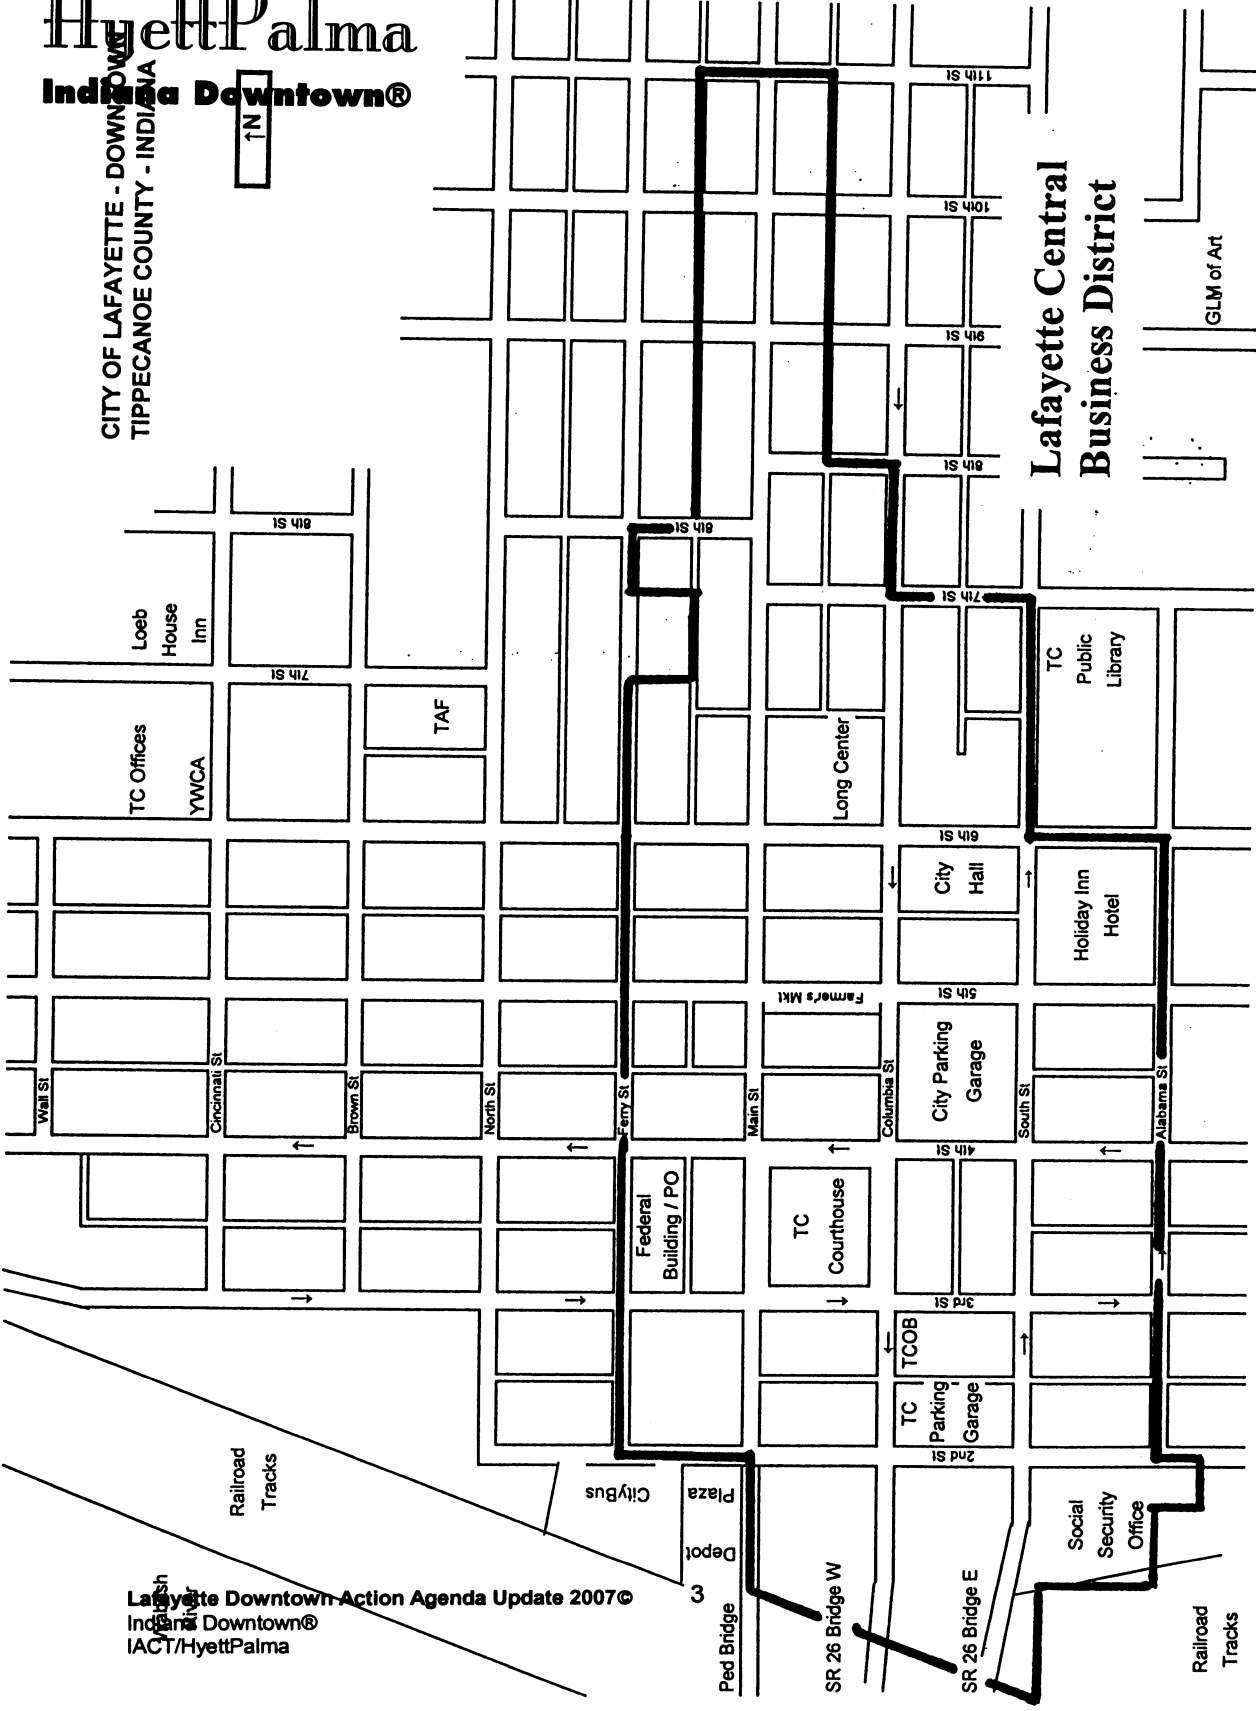 HyettPalma
Indiana Downtown®
CITY OF LAFAYETTE - DOWNTOWN
TIPPECANOE COUNTY - INDIANA
↑N
Lafayette Central
Business District
GLM of Art
11th St
10th St
9th St
8th St
8th St
8th St
7th St
7th St
6th St
5th St
4th St
3rd St
2nd St
Loeb
House
Inn
TC Offices
YWCA
TAF
Long Center
TC
Public
Library
City
Hall
Holiday Inn
Hotel
Farmer's Mkt
City Parking
Garage
Wall St
Cincinnati St
Brown St
North St
Ferry St
Main St
Columbia St
South St
Alabama St
Federal
Building / PO
TC
Courthouse
TCOB
TC
Parking
Garage
Railroad
Tracks
CityBus
Plaza
Depot
Social
Security
Office
Wabash
River
Ped Bridge
SR 26 Bridge W
SR 26 Bridge E
Railroad
Tracks
Lafayette Downtown Action Agenda Update 2007©
Indiana Downtown®
IACT/HyettPalma
3